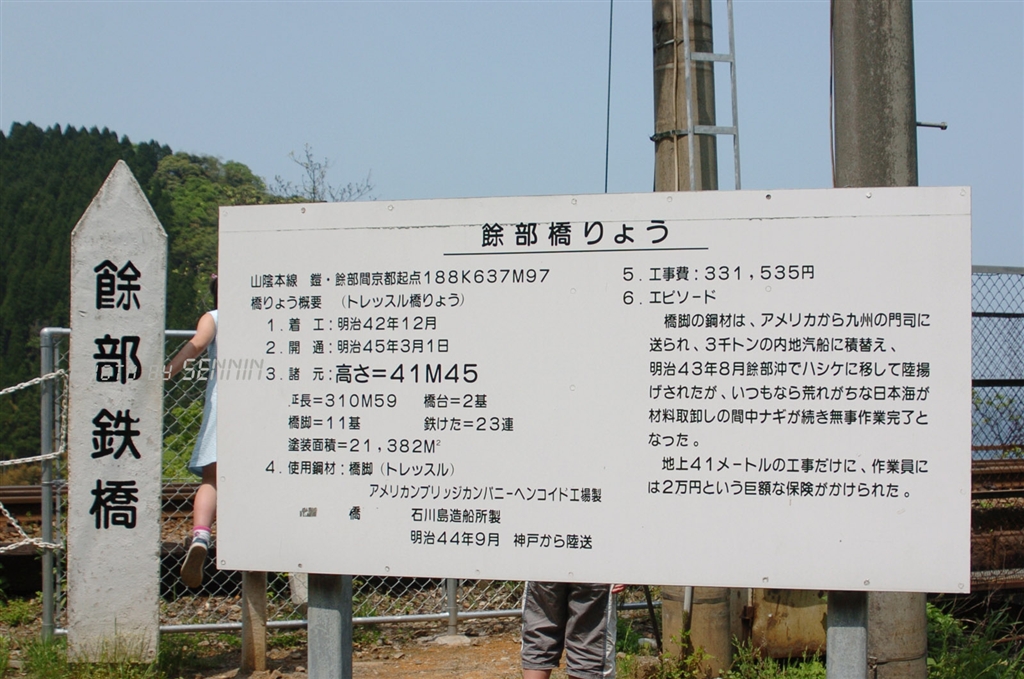 餘部鉄橋
BY SENNIN
餘部橋りょう
山陰本線 鎧・餘部間京都起点188K637M97
橋りょう概要 (トレッスル橋りょう)
1.着 工:明治42年12月
2.開 通:明治45年3月1日
3.諸 元:高さ=41M45
長=310M59 橋台=2基
橋脚=11基 鉄けた=23連
塗装面積=21,382M²
4.使用鋼材:橋脚(トレッスル)
アメリカンブリッジカンパニーヘンコイド工場製
橋 石川島造船所製
明治44年9月 神戸から陸送
5.工事費:331,535円
6.エピソード
橋脚の鋼材は、アメリカから九州の門司に
送られ、3千トンの内地汽船に積替え、
明治43年8月餘部沖でハシケに移して陸揚
げされたが、いつもなら荒れがちな日本海が
材料取卸しの間中ナギが続き無事作業完了と
なった。
地上41メートルの工事だけに、作業員に
は2万円という巨額な保険がかけられた。